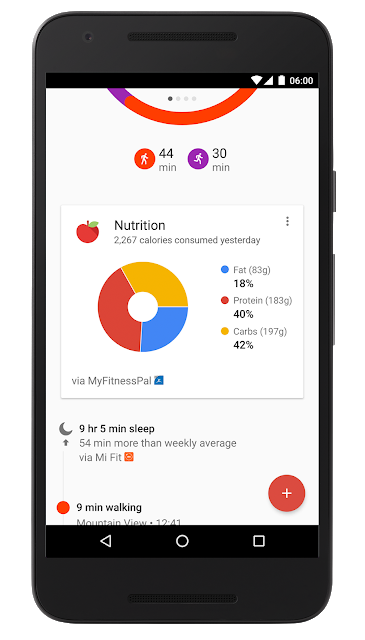 06:00
44
min
30
min
Nutrition
2,267 calories consumed yesterday
Fat (83g)
18%
Protein (183g)
40%
Carbs (197g)
42%
via MyFitnessPal
9 hr 5 min sleep
54 min more than weekly average
via Mi Fit
9 min walking
Mountain View • 12:41